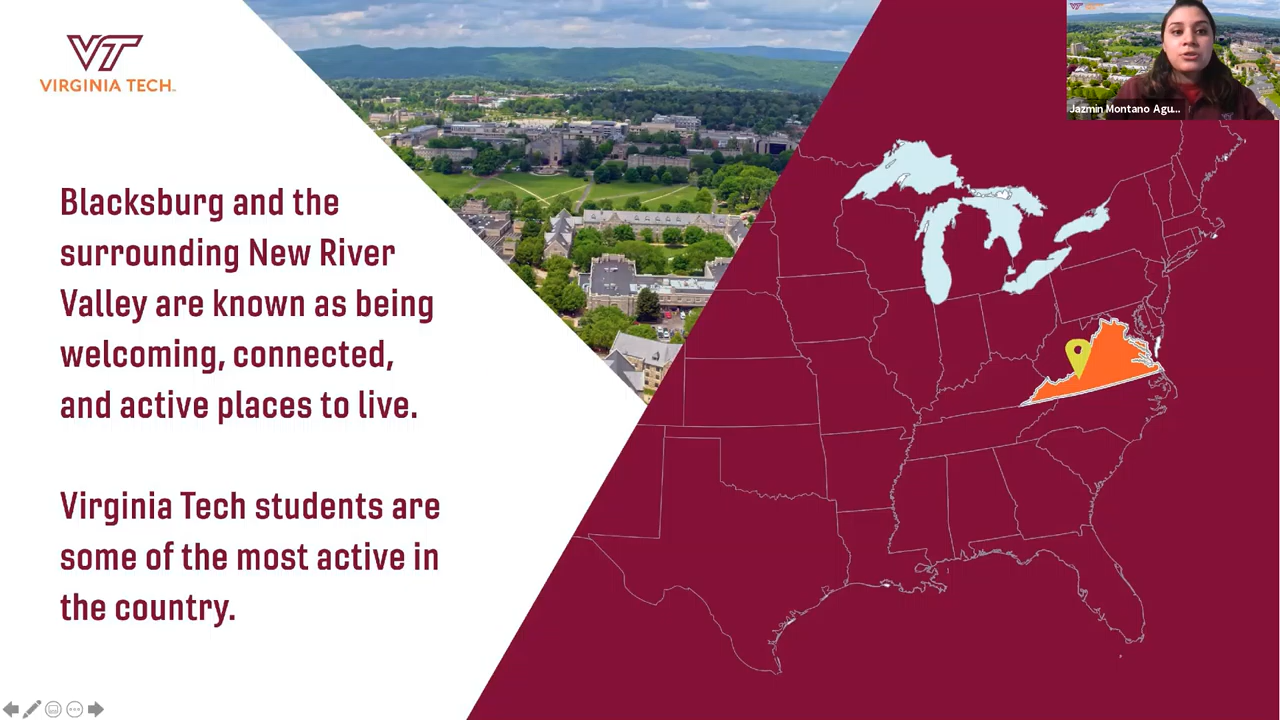 VIRGINIA TECH.
Jazmin Montano Agu...
Blacksburg and the
surrounding New River
Valley are known as being
welcoming, connected,
and active places to live.
Virginia Tech students are
some of the most active in
the country.